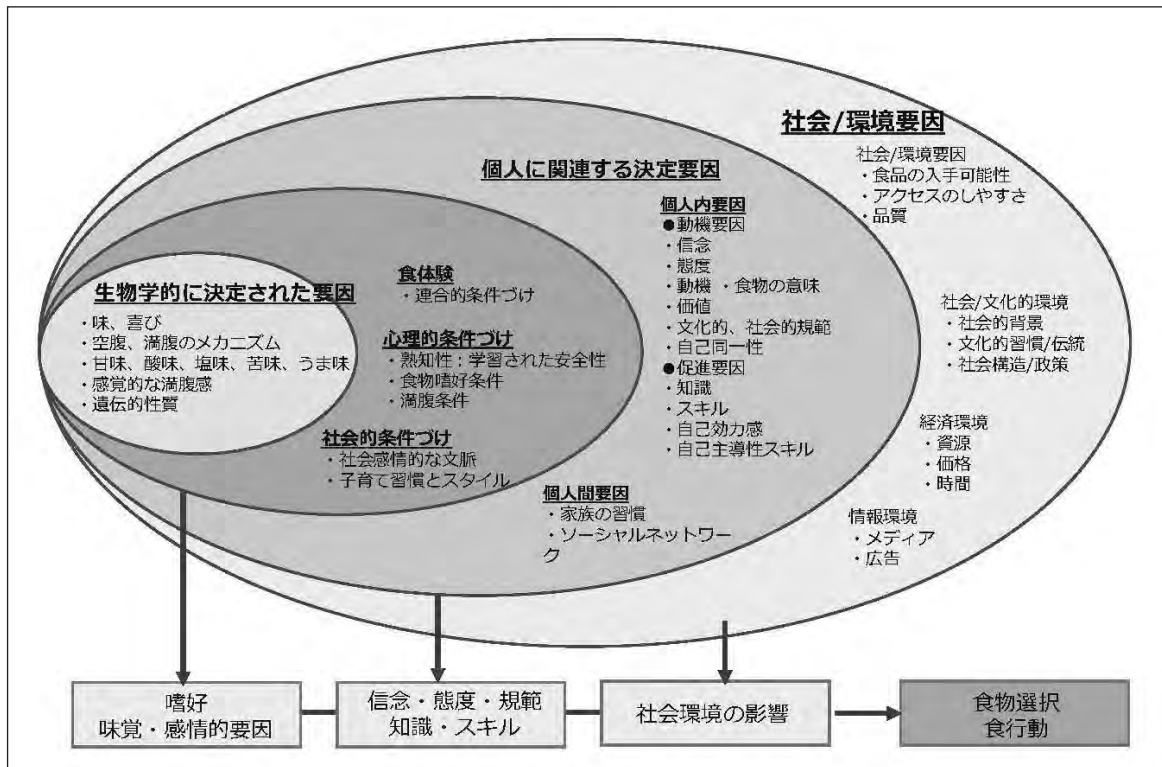 社会/環境要因
社会/環境要因
・食品の入手可能性
・アクセスのしやすさ
・品質
社会/文化的環境
・社会的背景
・文化的習慣/伝統
・社会構造/政策
経済環境
・資源
・価格
・時間
情報環境
・メディア
・広告
個人に関連する決定要因
個人内要因
●動機要因
・信念
・態度
・動機 ・食物の意味
・価値
・文化的、社会的規範
・自己同一性
●促進要因
・知識
・スキル
・自己効力感
・自己主導性スキル
個人間要因
・家族の習慣
・ソーシャルネットワー
ク
食体験
・連合的条件づけ
心理的条件づけ
・熟知性；学習された安全性
・食物嗜好条件
・満腹条件
社会的条件づけ
・社会感情的な文脈
・子育て習慣とスタイル
生物学的に決定された要因
・味、喜び
・空腹、満腹のメカニズム
・甘味、酸味、塩味、苦味、うま味
・感覚的な満腹感
・遺伝的性質
嗜好
味覚・感情的要因
信念・態度・規範
知識・スキル
社会環境の影響
食物選択
食行動